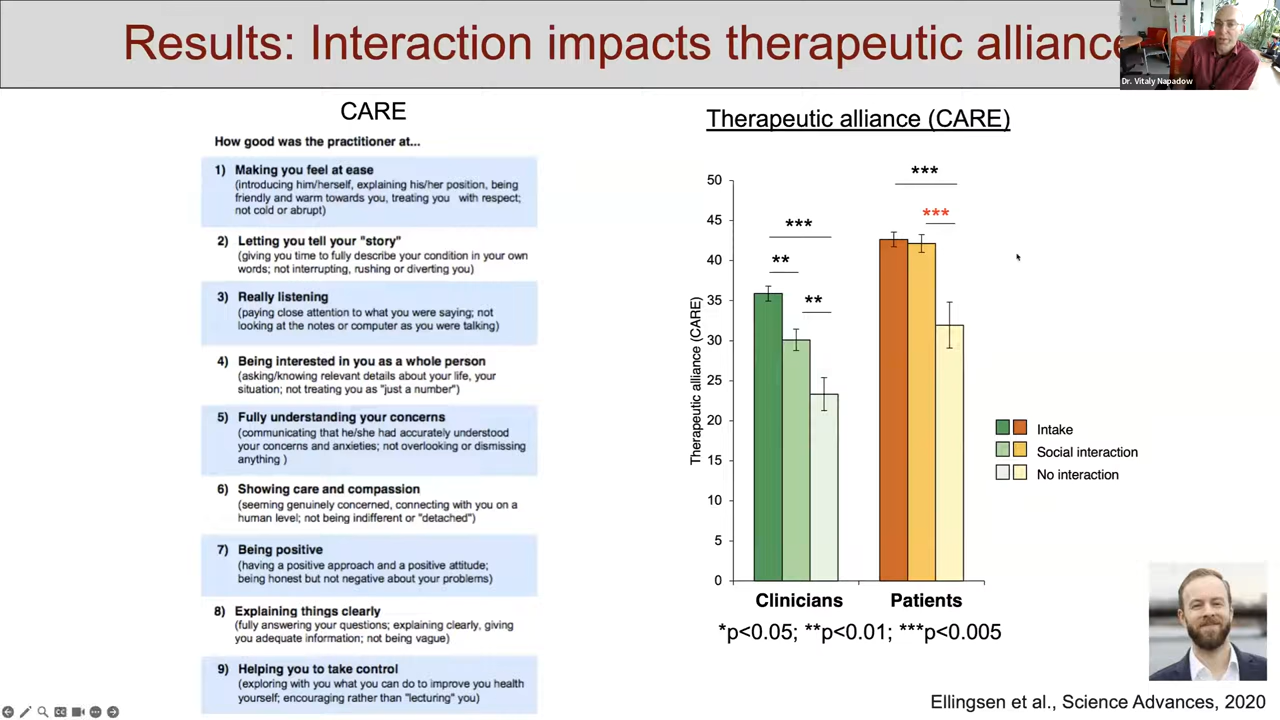 Results: Interaction impacts therapeutic alliance
Dr. Vitaly Napadow
CARE
How good was the practitioner at...
1) Making you feel at ease
(introducing him/herself, explaining his/her position, being
friendly and warm towards you, treating you with respect;
not cold or abrupt)
2) Letting you tell your "story"
(giving you time to fully describe your condition in your own
words; not interrupting, rushing or diverting you)
3) Really listening
(paying close attention to what you were saying; not
looking at the notes or computer as you were talking)
4) Being interested in you as a whole person
(asking/knowing relevant details about your life, your
situation; not treating you as "just a number")
5) Fully understanding your concerns
(communicating that he/she had accurately understood
your concerns and anxieties; not overlooking or dismissing
anything )
6) Showing care and compassion
(seeming genuinely concerned, connecting with you on a
human level; not being indifferent or "detached")
7) Being positive
(having a positive approach and a positive attitude;
being honest but not negative about your problems)
8) Explaining things clearly
(fully answering your questions; explaining clearly, giving
you adequate information; not being vague)
9) Helping you to take control
(exploring with you what you can do to improve you health
yourself; encouraging rather than "lecturing" you)
Therapeutic alliance (CARE)
Therapeutic alliance (CARE)
50
45
40
35
30
25
20
15
10
5
0
***
**
**
***
***
Clinicians
Patients
Intake
Social interaction
No interaction
*p<0.05; **p<0.01; ***p<0.005
Ellingsen et al., Science Advances, 2020